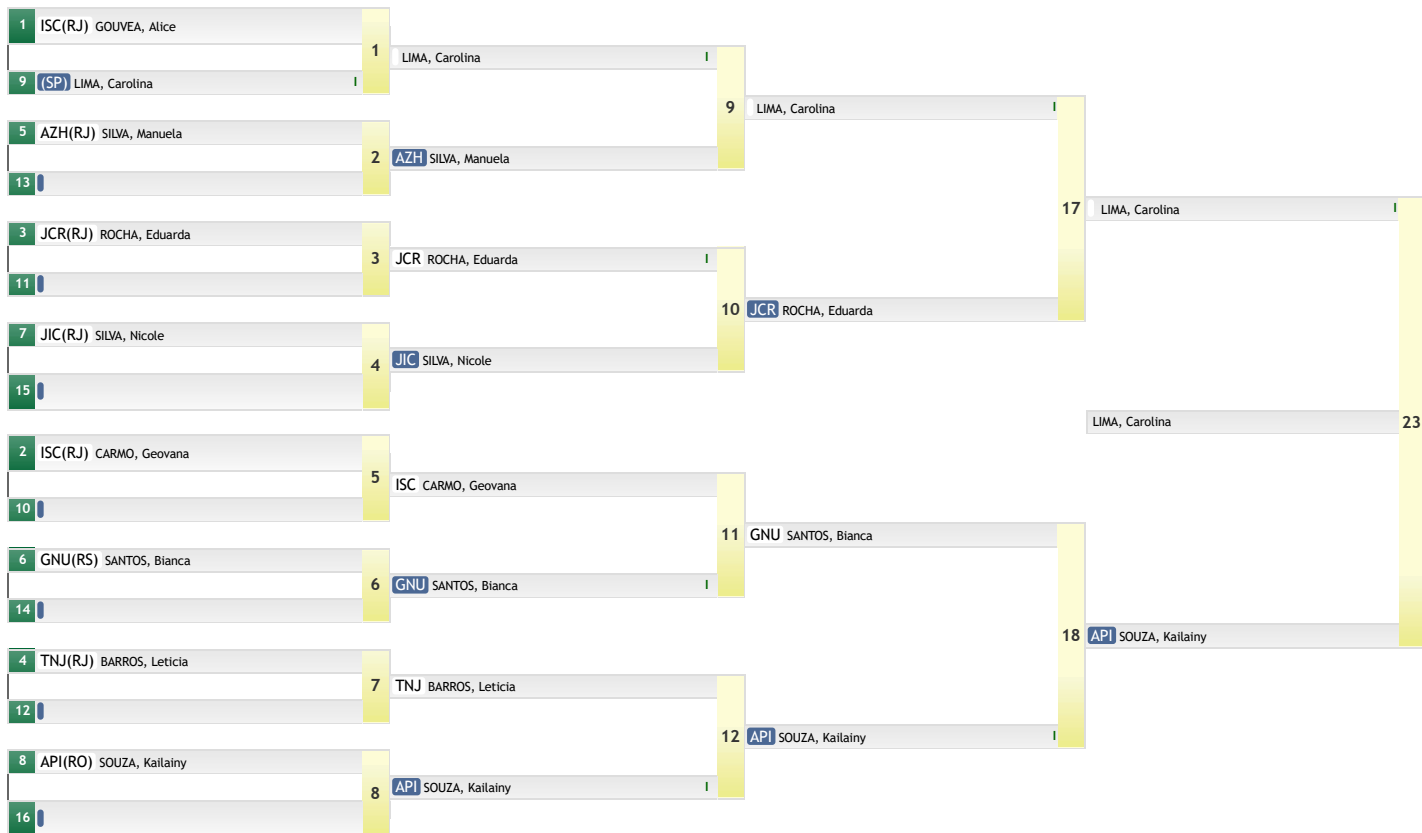 1 ISC(RJ) GOUVEA, Alice
1
9 (SP) LIMA, Carolina I
5 AZH(RJ) SILVA, Manuela
2
13
3 JCR(RJ) ROCHA, Eduarda
3
11
7 JIC(RJ) SILVA, Nicole
4
15
2 ISC(RJ) CARMO, Geovana
5
10
6 GNU(RS) SANTOS, Bianca
6
14
4 TNJ(RJ) BARROS, Leticia
7
12
8 API(RO) SOUZA, Kailainy
8
16
LIMA, Carolina I
9
AZH SILVA, Manuela
JCR ROCHA, Eduarda I
10
JIC SILVA, Nicole
ISC CARMO, Geovana
11
GNU SANTOS, Bianca I
TNJ BARROS, Leticia
12
API SOUZA, Kailainy I
LIMA, Carolina I
17
JCR ROCHA, Eduarda
GNU SANTOS, Bianca
18
API SOUZA, Kailainy I
LIMA, Carolina I
LIMA, Carolina
23
API SOUZA, Kailainy